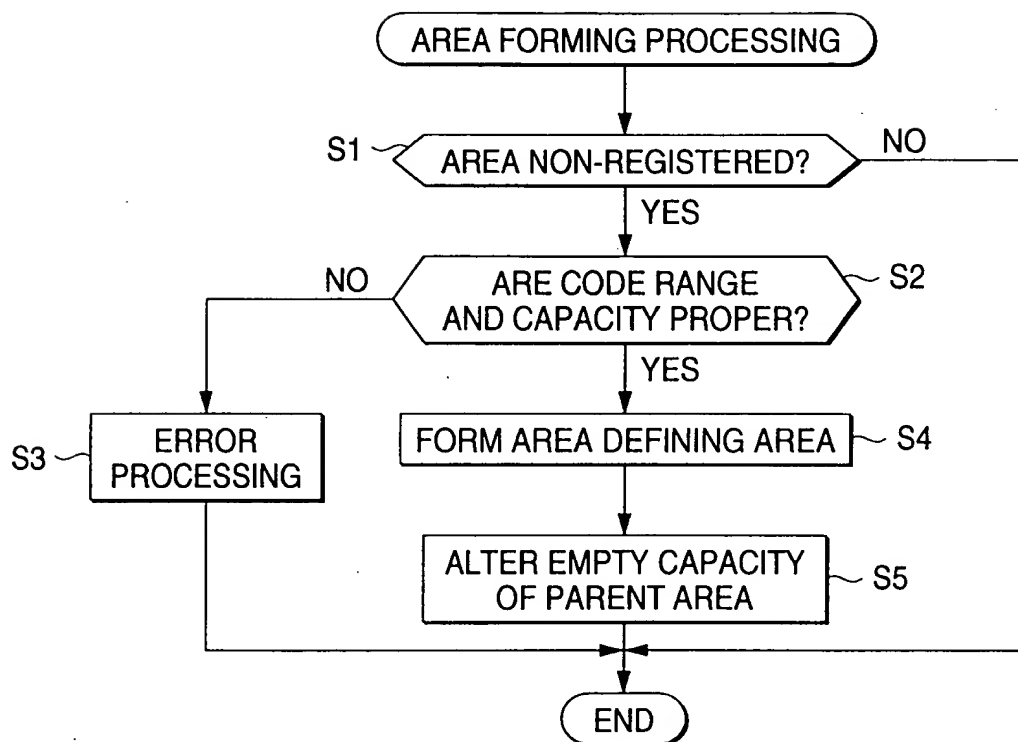 AREA FORMING PROCESSING
S1
AREA NON-REGISTERED?
NO
YES
NO
ARE CODE RANGE
AND CAPACITY PROPER?
S2
YES
S3
ERROR
PROCESSING
FORM AREA DEFINING AREA
S4
ALTER EMPTY CAPACITY
OF PARENT AREA
S5
END